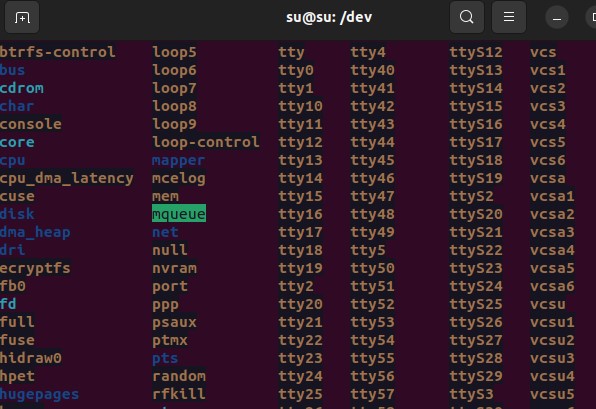 su@su: /dev
btrfs-control loop5 tty tty4 ttyS12 vcs
bus loop6 tty0 tty40 ttyS13 vcs1
cdrom loop7 tty1 tty41 ttyS14 vcs2
char loop8 tty10 tty42 ttyS15 vcs3
console loop9 tty11 tty43 ttyS16 vcs4
core loop-control tty12 tty44 ttyS17 vcs5
cpu mapper tty13 tty45 ttyS18 vcs6
cpu_dma_latency mcelog tty14 tty46 ttyS19 vcsa
cuse mem tty15 tty47 ttyS2 vcsa1
disk mqueue tty16 tty48 ttyS20 vcsa2
dma_heap net tty17 tty49 ttyS21 vcsa3
dri null tty18 tty5 ttyS22 vcsa4
ecryptfs nvram tty19 tty50 ttyS23 vcsa5
fb0 port tty2 tty51 ttyS24 vcsa6
fd ppp tty20 tty52 ttyS25 vcsu
full psaux tty21 tty53 ttyS26 vcsu1
fuse ptmx tty22 tty54 ttyS27 vcsu2
hidraw0 pts tty23 tty55 ttyS28 vcsu3
hpet random tty24 tty56 ttyS29 vcsu4
hugepages rfkill tty25 tty57 ttyS3 vcsu5